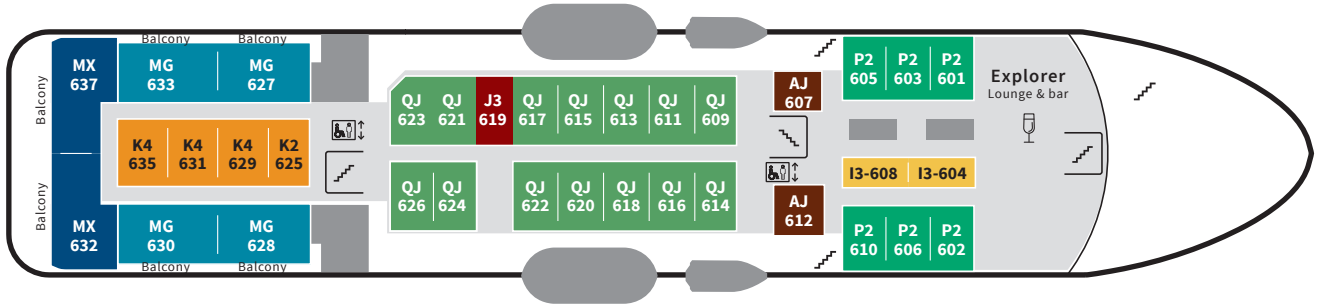 Balcony
Balcony
MX
637
MG
633
MG
627
Balcony
K4
635
K4
631
K4
629
K2
625
Balcony
MX
632
MG
630
MG
628
Balcony
Balcony
QJ
623
QJ
621
J3
619
QJ
617
QJ
615
QJ
613
QJ
611
QJ
609
QJ
626
QJ
624
QJ
622
QJ
620
QJ
618
QJ
616
QJ
614
AJ
607
AJ
612
P2
605
P2
603
P2
601
I3-608
I3-604
P2
610
P2
606
P2
602
Explorer
Lounge & bar